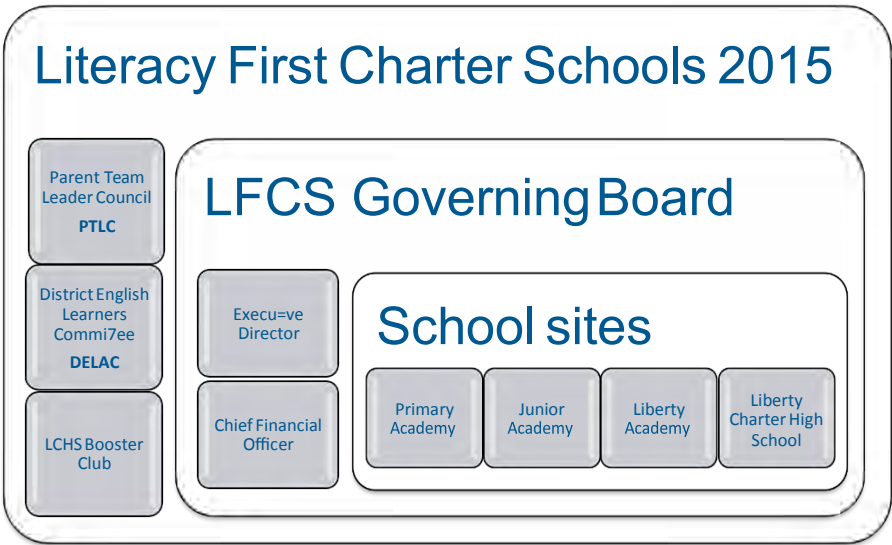 Literacy First Charter Schools 2015
Parent Team
Leader Council
PTLC
District English
Learners
Commi7ee
DELAC
LCHS Booster
Club
LFCS Governing Board
Execu=ve
Director
Chief Financial
Officer
School sites
Primary
Academy
Junior
Academy
Liberty
Academy
Liberty
Charter High
School